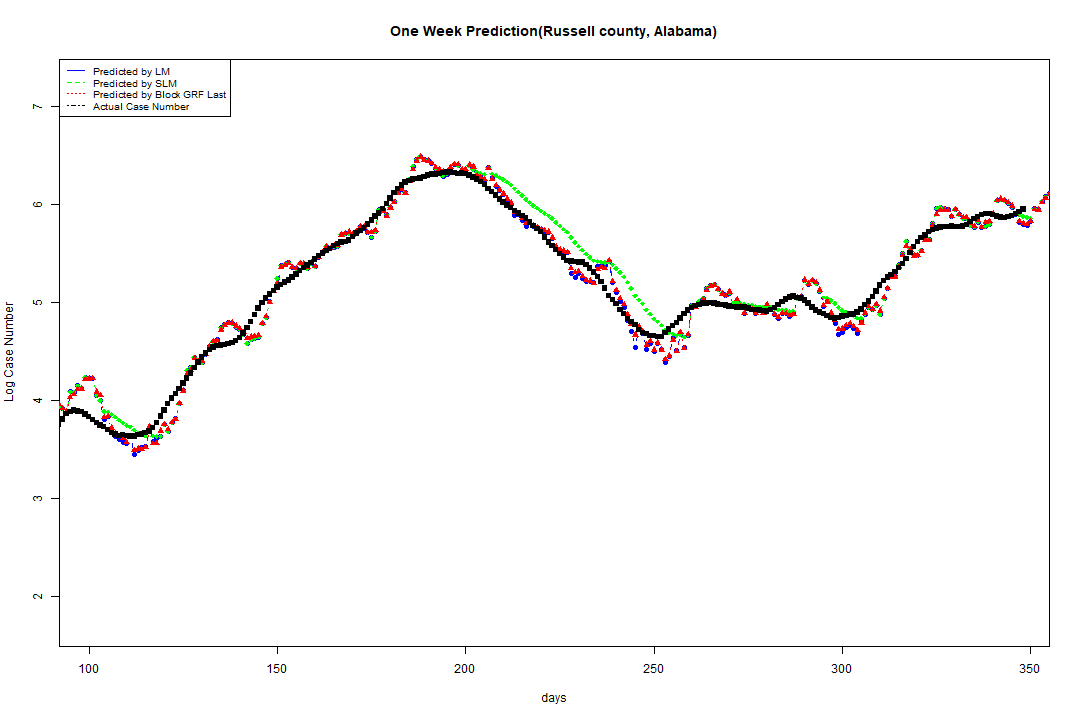 One Week Prediction(Russell county, Alabama)
Predicted by LM
Predicted by SLM
Predicted by Block GRF Last
Actual Case Number
7
6
5
4
3
2
Log Case Number
100 150 200 250 300 350
days